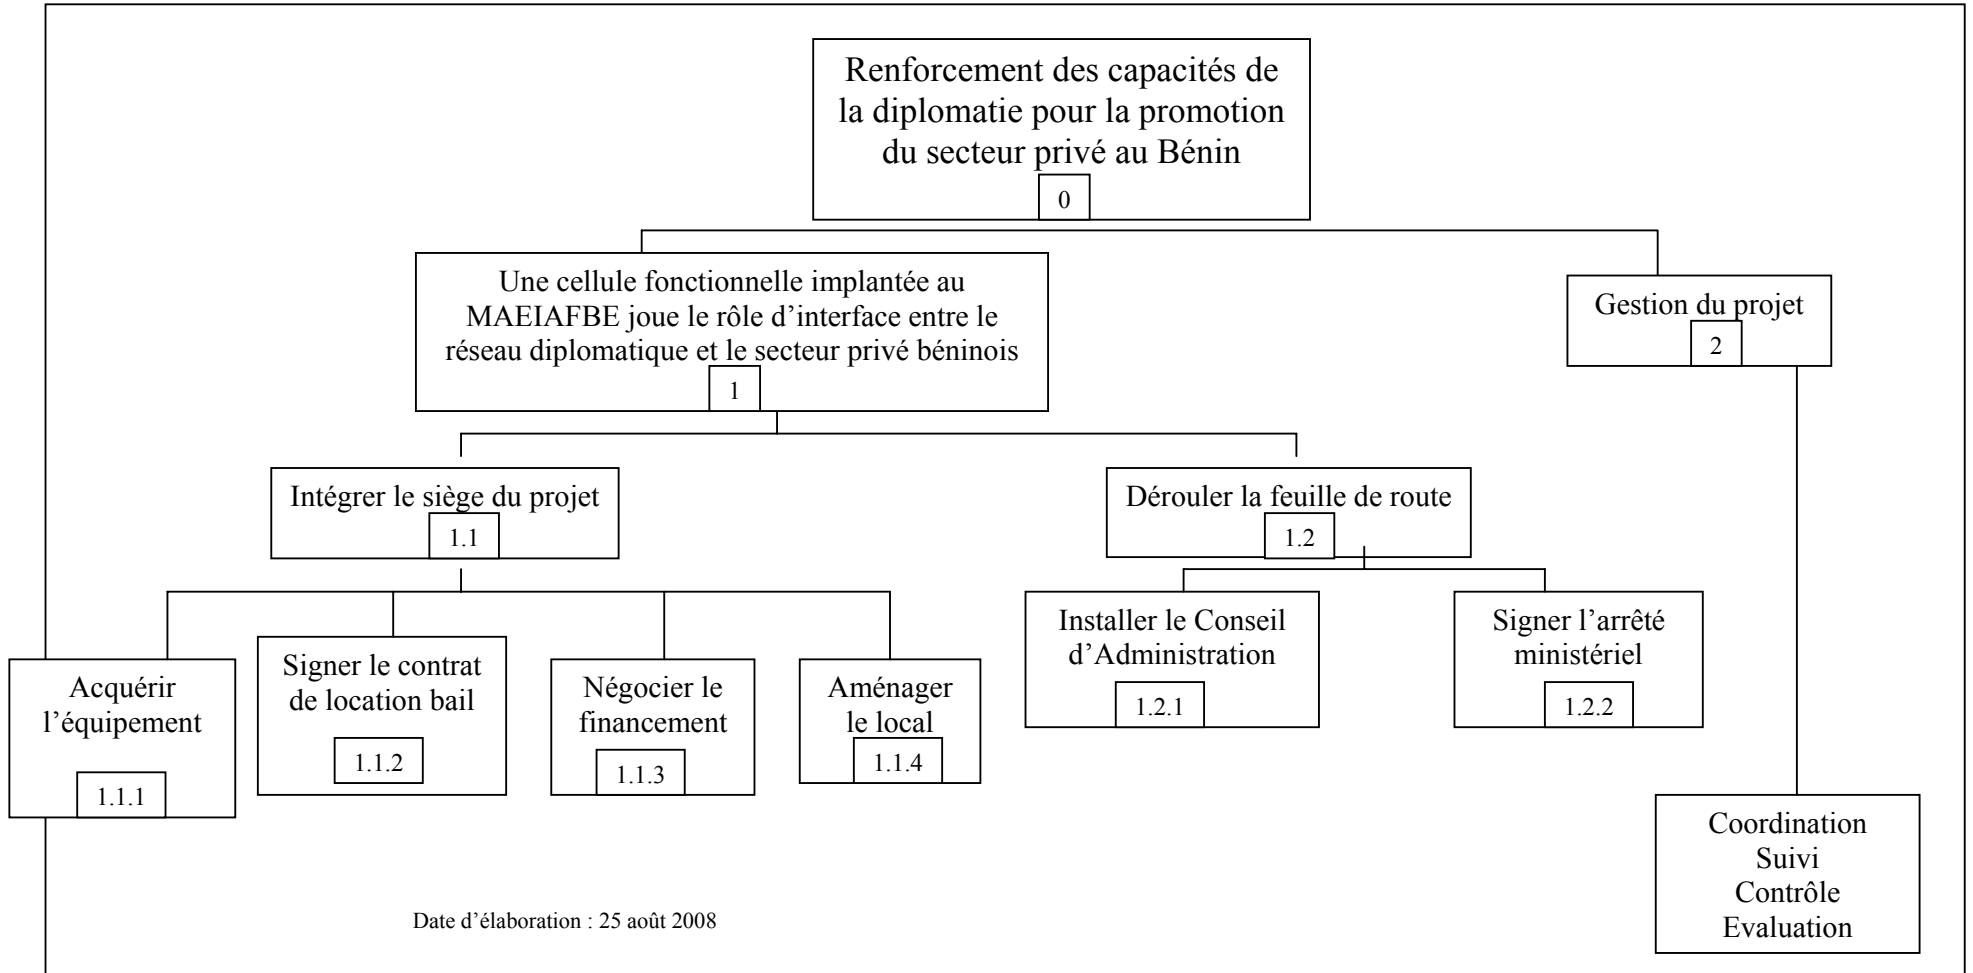 Renforcement des capacités de
la diplomatie pour la promotion
du secteur privé au Bénin
0
Une cellule fonctionnelle implantée au
MAEIAFBE joue le rôle d’interface entre le
réseau diplomatique et le secteur privé béninois
1
Gestion du projet
2
Intégrer le siège du projet
1.1
Dérouler la feuille de route
1.2
Acquérir
l’équipement
1.1.1
Signer le contrat
de location bail
1.1.2
Négocier le
financement
1.1.3
Aménager
le local
1.1.4
Installer le Conseil
d’Administration
1.2.1
Signer l’arrêté
ministériel
1.2.2
Coordination
Suivi
Contrôle
Evaluation
Date d’élaboration : 25 août 2008